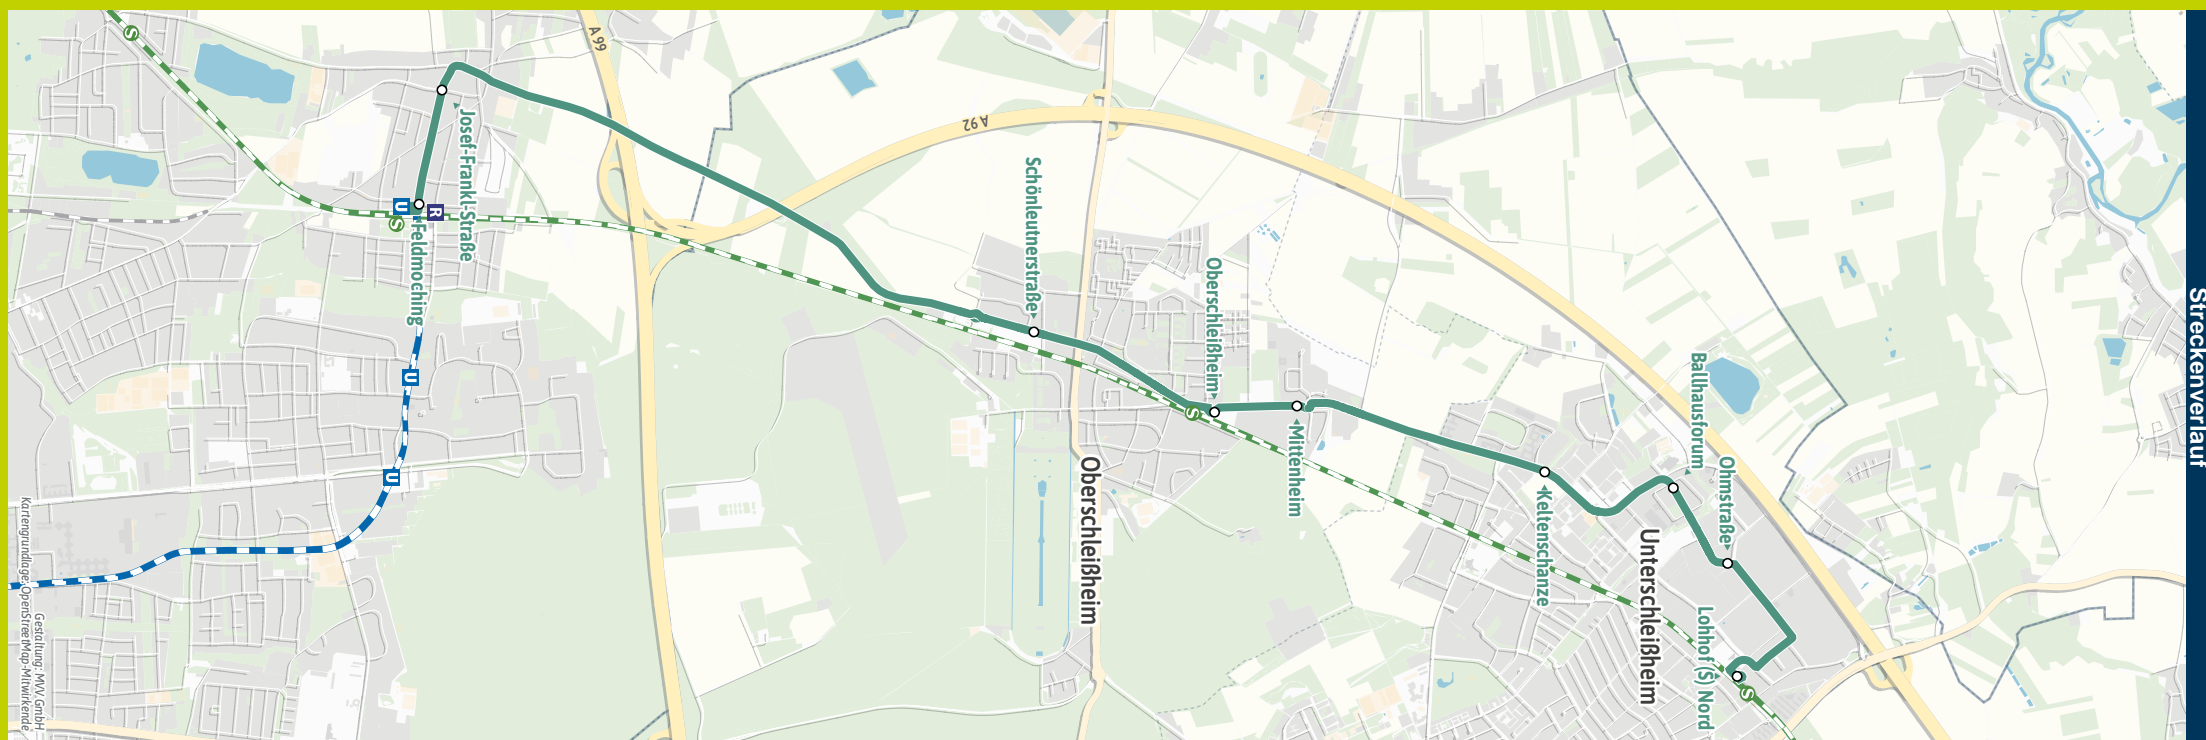 Streckenverlauf
A 99
A 92
Josef-Frankl-Straße
Feldmoching
Schönleutnerstraße
Oberschleißheim
Mittenheim
Oberschleißheim
Keltenschanze
Ballhausforum
Ohmstraße
Unterschleißheim
Lohhof (S) Nord
S
U
R
S
U
U
S
S
Gestaltung: MVV GmbH
Kartengrundlage: OpenStreetMap-Mitwirkende